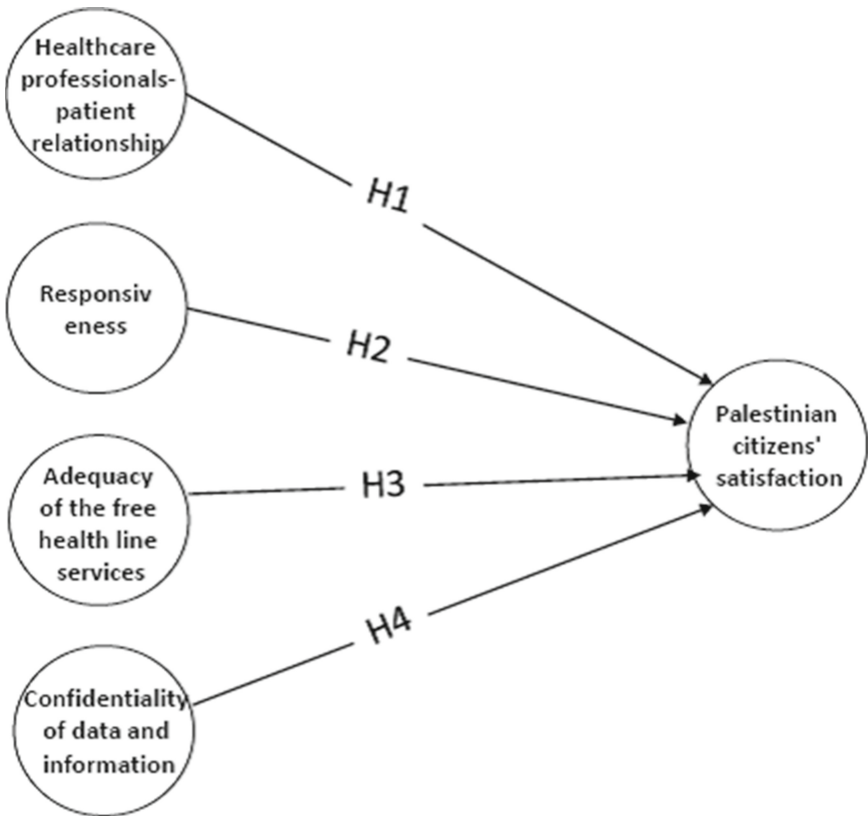 Healthcare
professionals-
patient
relationship
H1
Responsiv
eness
H2
Palestinian
citizens'
satisfaction
Adequacy
of the free
health line
services
H3
H4
Confidentiality
of data and
information